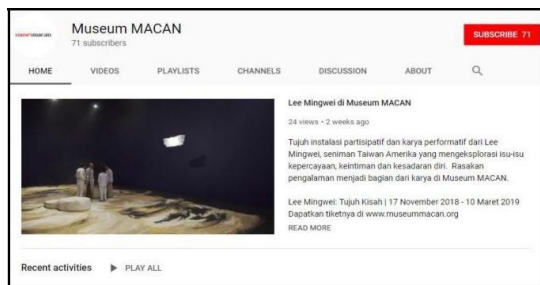 Museum MACAN
71 subscribers
SUBSCRIBE 71
HOME VIDEOS PLAYLISTS CHANNELS DISCUSSION ABOUT
Lee Mingwei di Museum MACAN
24 views • 2 weeks ago
Tujuh instalasi partisipatif dan karya performatif dari Lee
Mingwei, seniman Taiwan Amerika yang mengeksplorasi isu-isu
kepercayaan, keintiman dan kesadaran diri. Rasakan
pengalaman menjadi bagian dari karya di Museum MACAN.
Lee Mingwei: Tujuh Kisah | 17 November 2018 - 10 Maret 2019
Dapatkan tiketnya di www.museummacan.org
READ MORE
Recent activities PLAY ALL